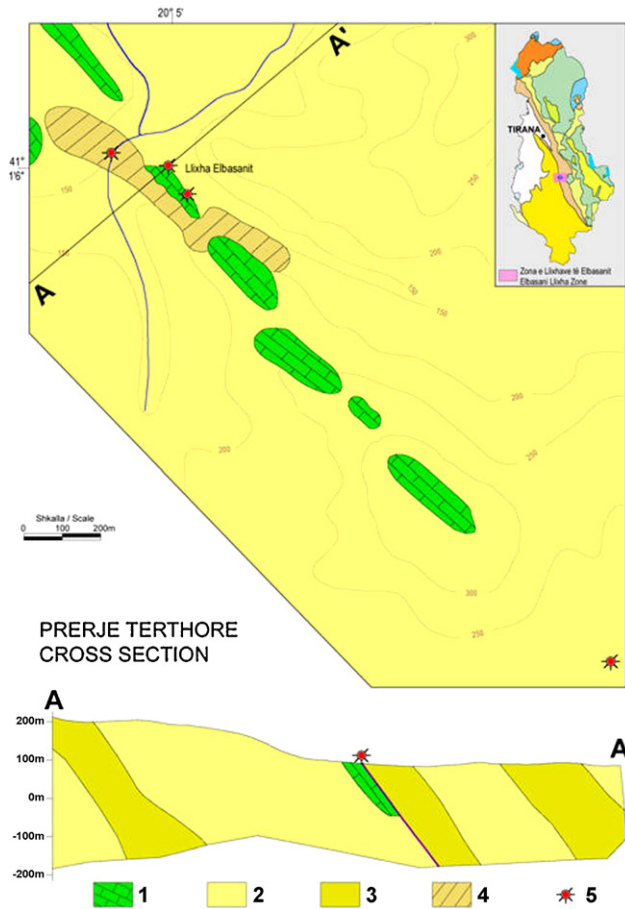 20° 5'
A'
300
TIRANA
41°
1'6"
Llixha Elbasanit
150
200
150
A
150
150
Zona e Llixhave të Elbasanit
Elbasani Llixha Zone
200
200
250
Shkalla / Scale
0 100 200m
300
250
PRERJE TERTHORE
CROSS SECTION
A
A
200m
100m
0m
-100m
-200m
1 2 3 4 5